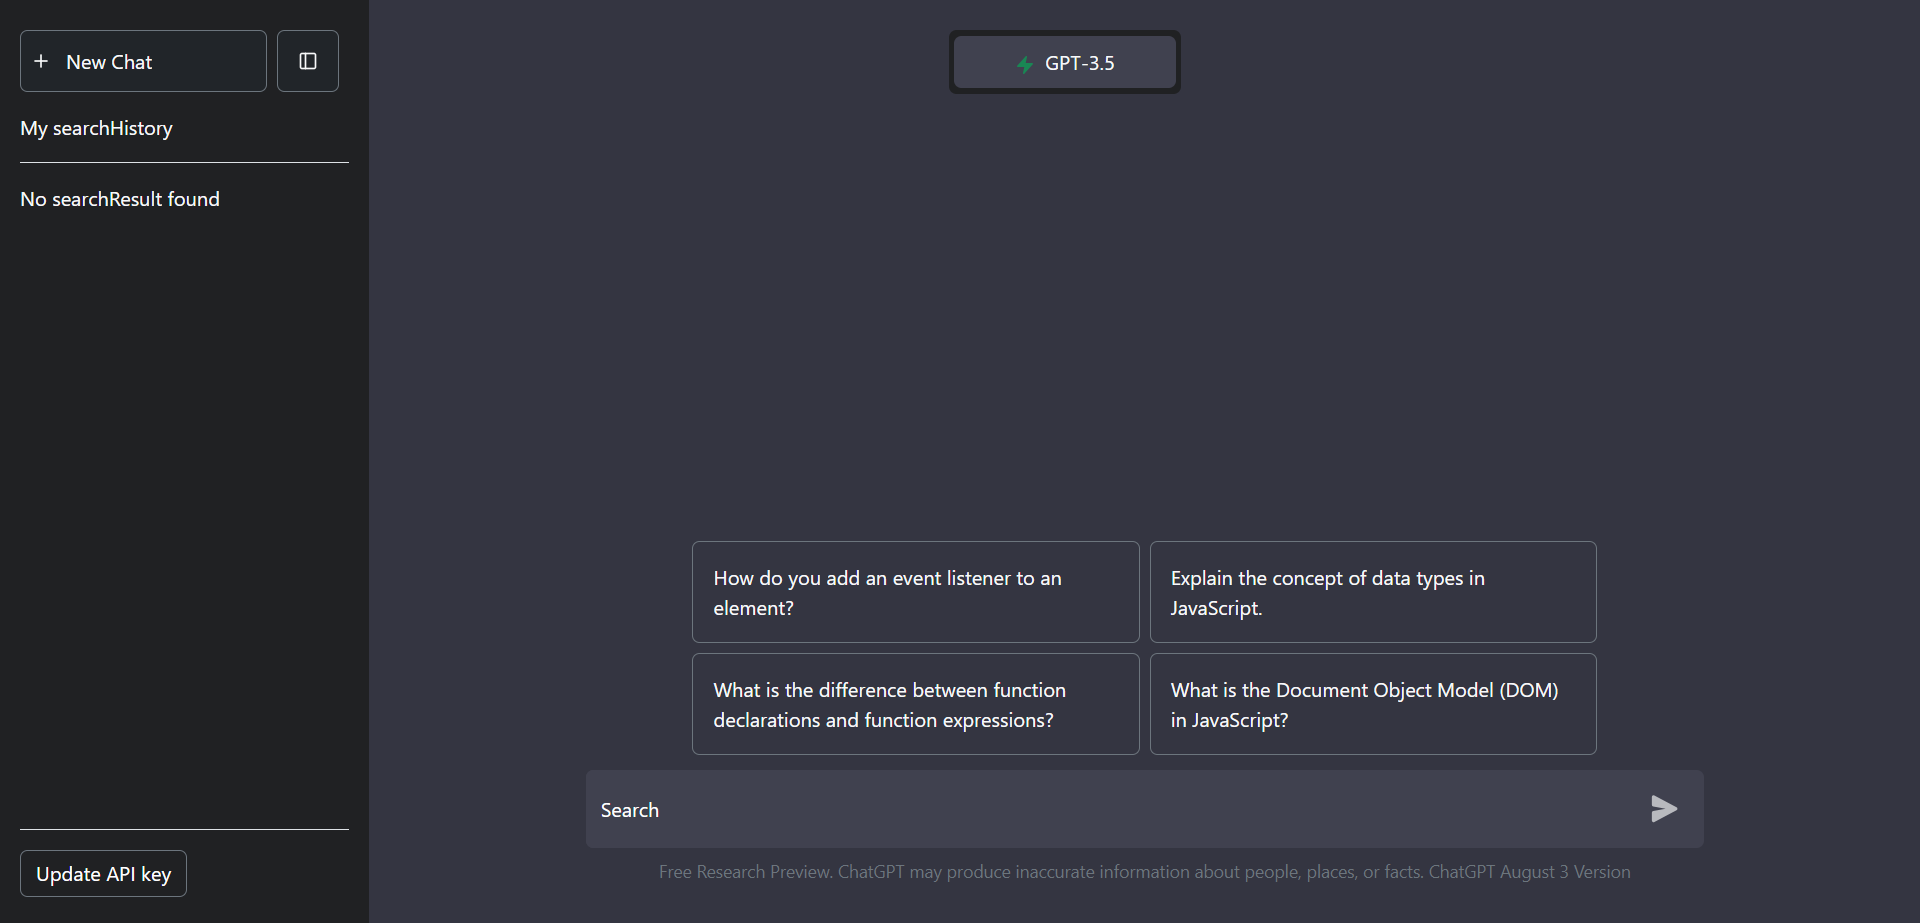 New Chat
My searchHistory
No searchResult found
Update API key
GPT-3.5
How do you add an event listener to an
element?
Explain the concept of data types in
JavaScript.
What is the difference between function
declarations and function expressions?
What is the Document Object Model (DOM)
in JavaScript?
Search
Free Research Preview. ChatGPT may produce inaccurate information about people, places, or facts. ChatGPT August 3 Version